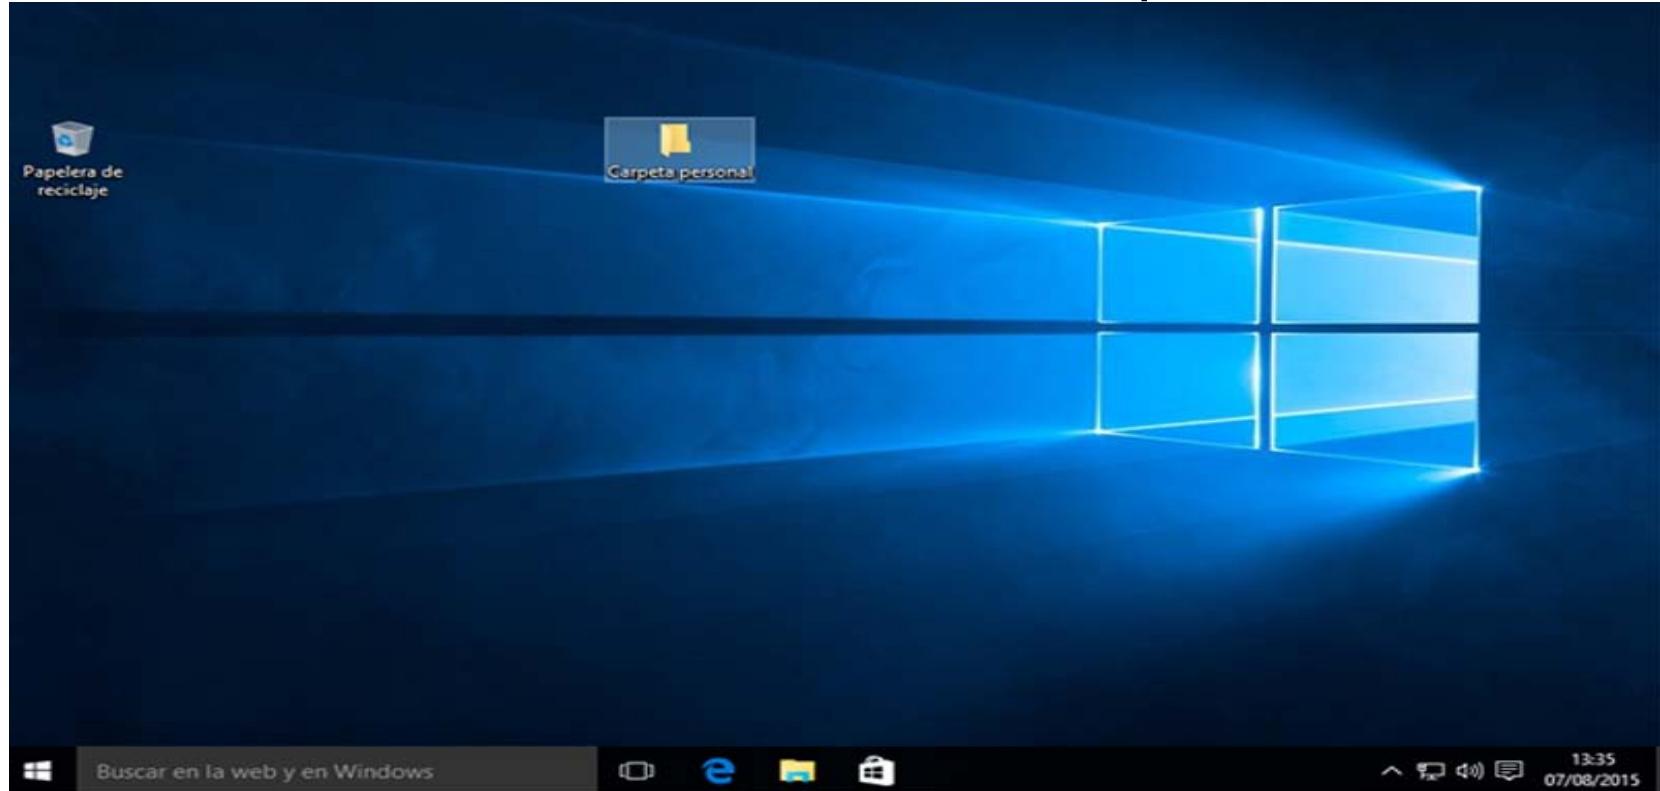 Papelera de
reciclaje
Carpeta personal
Buscar en la web y en Windows
13:35
07/08/2015